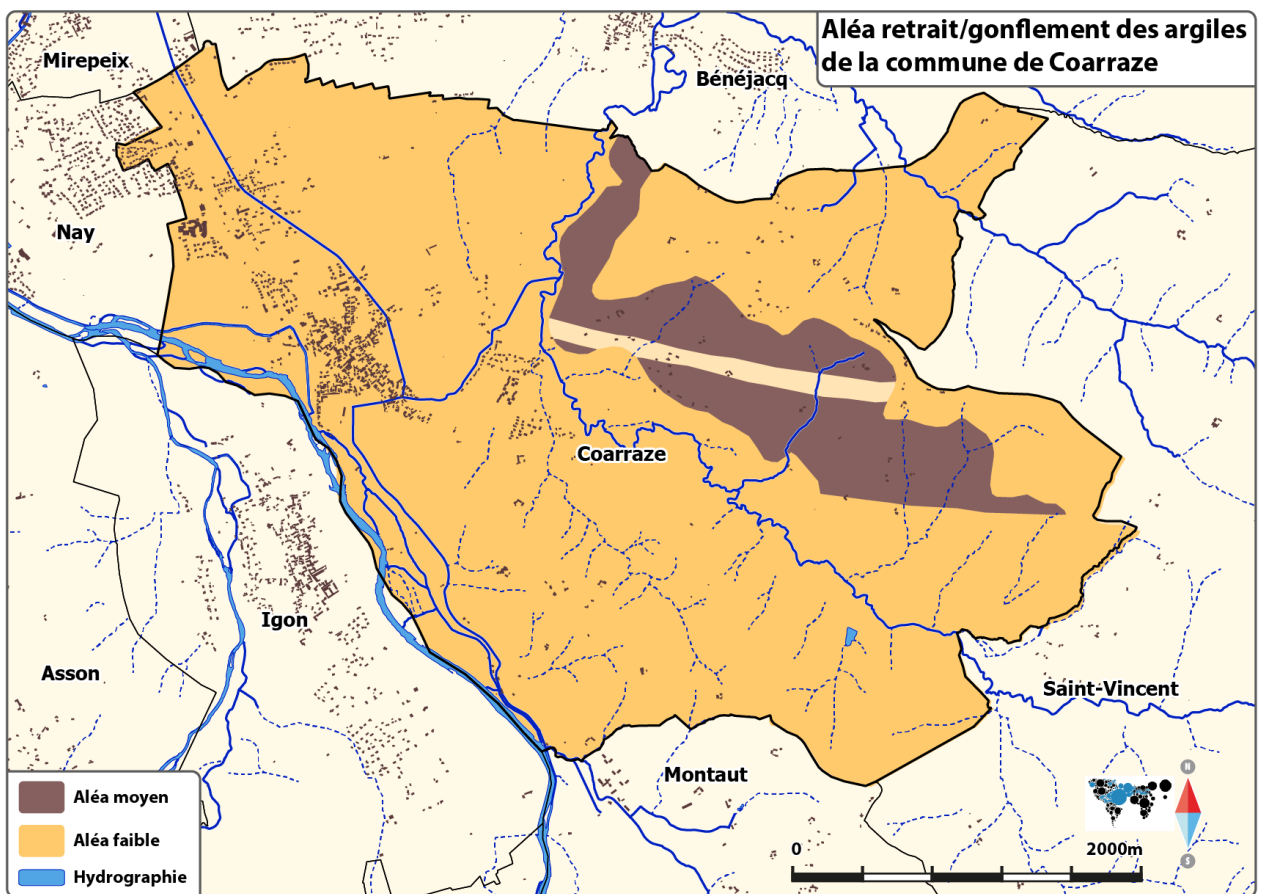 Aléa retrait/gonflement des argiles
de la commune de Coarraze
Mirepeix
Bénéjacq
Nay
Coarraze
Igon
Asson
Saint-Vincent
Montaut
Aléa moyen
Aléa faible
Hydrographie
N
S
0 2000m